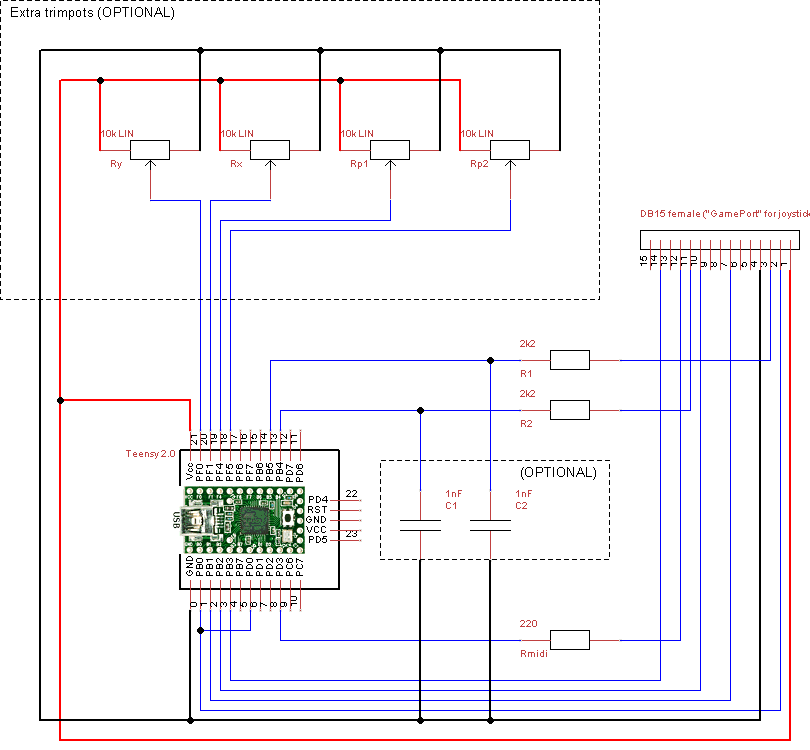 Extra trimpots (OPTIONAL)
10k LIN
10k LIN
10k LIN
10k LIN
Ry
Rx
Rp1
Rp2
DB15 female ("GamePort" for joystick
15 14 13 12 11 10 9 8 7 6 5 4 3 2 1
2k2
R1
2k2
R2
Teensy 2.0
21 20 19 18 17 16 15 14 13 12 11
Vcc PF0 PF1 PF4 PF5 PF6 PF7 PB6 PB5 PB4 PD7 PD6
(OPTIONAL)
1nF
C1
1nF
C2
USB
PD4 22
RST
GND
VCC
PD5 23
GND PB0 PB1 PB2 PB3 PB7 PD0 PD1 PD2 PD3 PC6 PC7
0 1 2 3 4 5 6 7 8 9 10
220
Rmidi